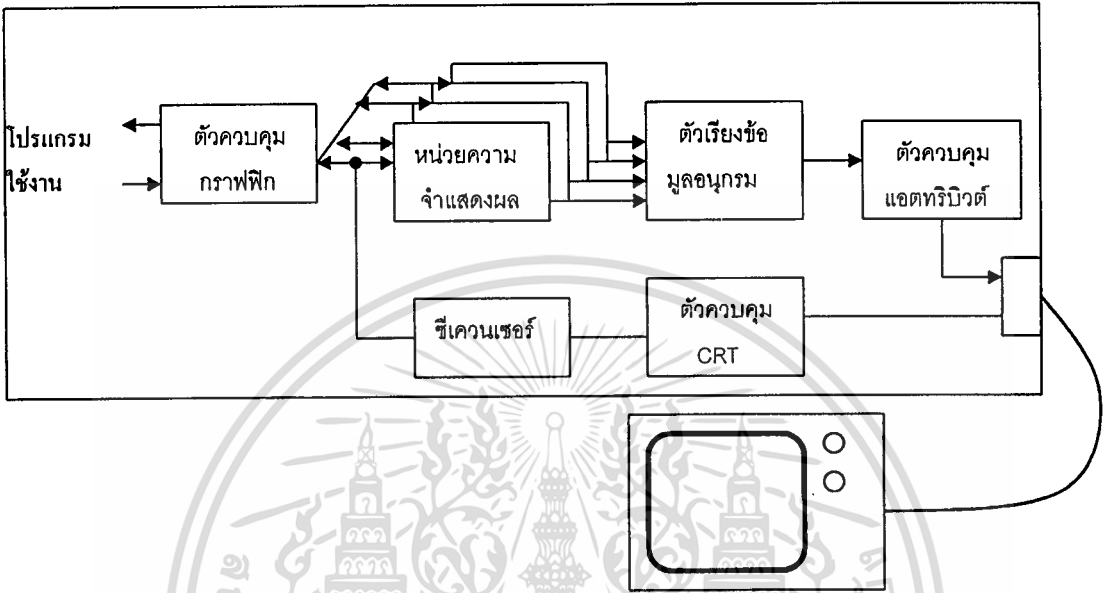 โปรแกรม
ใช้งาน
ตัวควบคุม
กราฟฟิก
หน่วยความ
จำแสดงผล
ตัวเรียงข้อ
มูลอนุกรม
ตัวควบคุม
แอตทริบิวต์
ซีเควนเซอร์
ตัวควบคุม
CRT